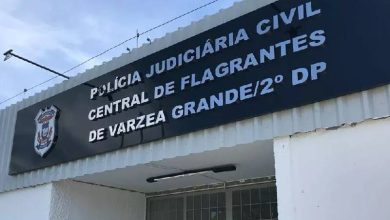 POLÍCIA JUDICIÁRIA CIVIL
CENTRAL DE FLAGRANTES
DE VARZEA GRANDE/2º DP